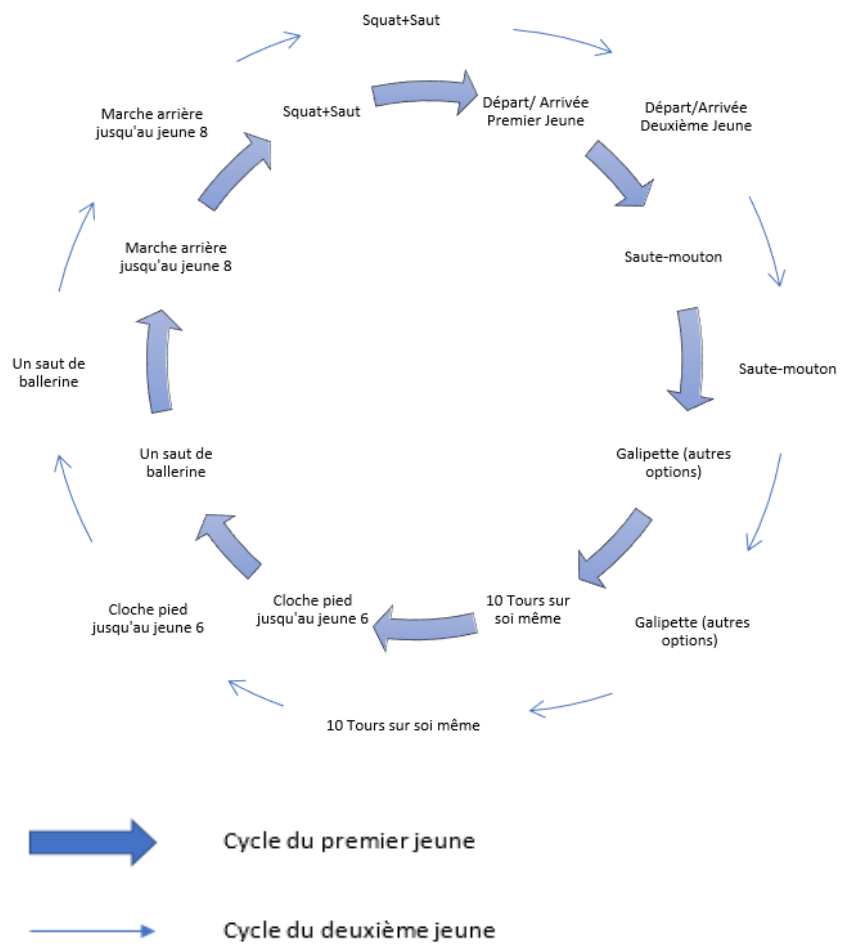 Squat+Saut
Squat+Saut
Départ/ Arrivée
Premier Jeune
Départ/Arrivée
Deuxième Jeune
Marche arrière
jusqu'au jeune 8
Marche arrière
jusqu'au jeune 8
Saute-mouton
Saute-mouton
Un saut de
ballerine
Un saut de
ballerine
Galipette (autres
options)
Galipette (autres
options)
10 Tours sur
soi même
Cloche pied
jusqu'au jeune 6
Cloche pied
jusqu'au jeune 6
10 Tours sur soi même
Cycle du premier jeune
Cycle du deuxième jeune